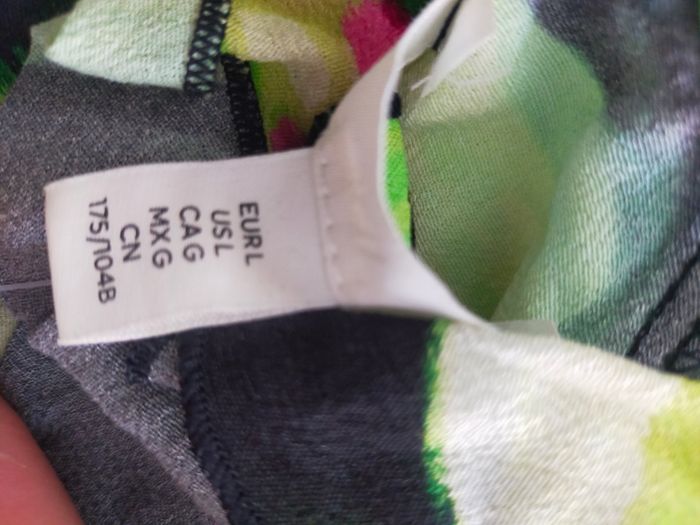 EUR L
US L
CA G
MX G
CN
175/104B